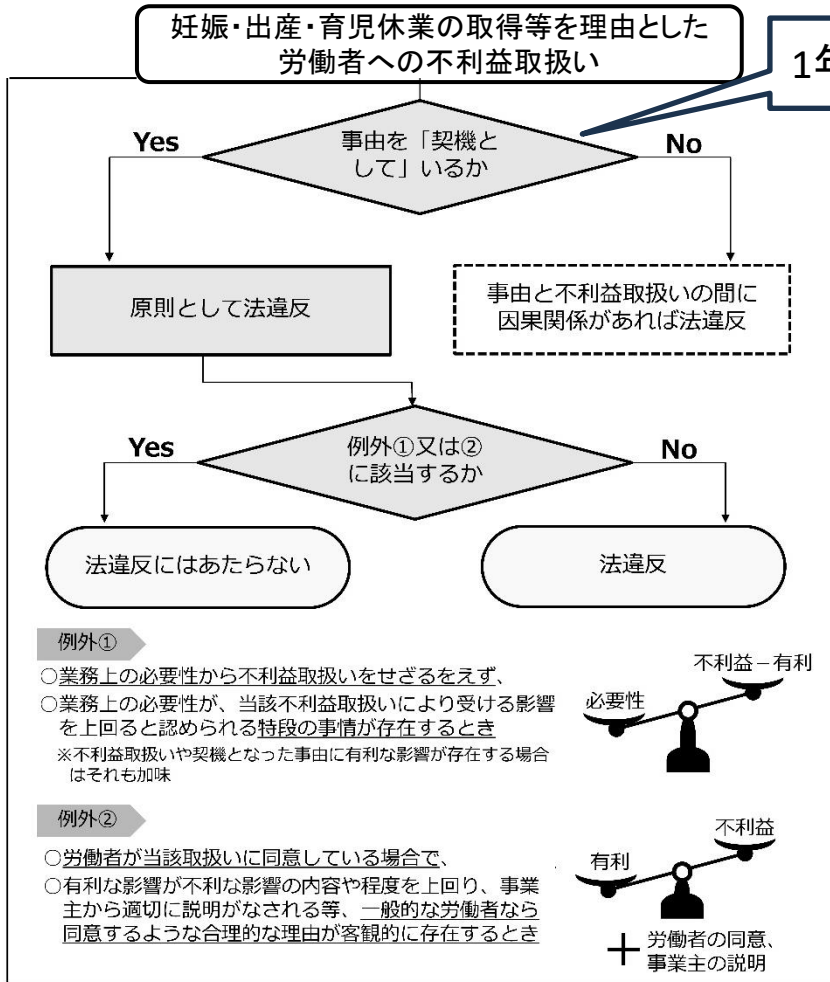 妊娠・出産・育児休業の取得等を理由とした
労働者への不利益取扱い
1年
事由を「契機と
して」いるか
Yes
No
原則として法違反
事由と不利益取扱いの間に
因果関係があれば法違反
例外①又は②
に該当するか
Yes
No
法違反にはあたらない
法違反
例外①
○業務上の必要性から不利益取扱いをせざるをえず、
○業務上の必要性が、当該不利益取扱いにより受ける影響
を上回ると認められる特段の事情が存在するとき
※不利益取扱いや契機となった事由に有利な影響が存在する場合
はそれも加味
必要性
不利益－有利
例外②
○労働者が当該取扱いに同意している場合で、
○有利な影響が不利な影響の内容や程度を上回り、事業
主から適切に説明がなされる等、一般的な労働者なら
同意するような合理的な理由が客観的に存在するとき
有利
不利益
＋ 労働者の同意、
事業主の説明